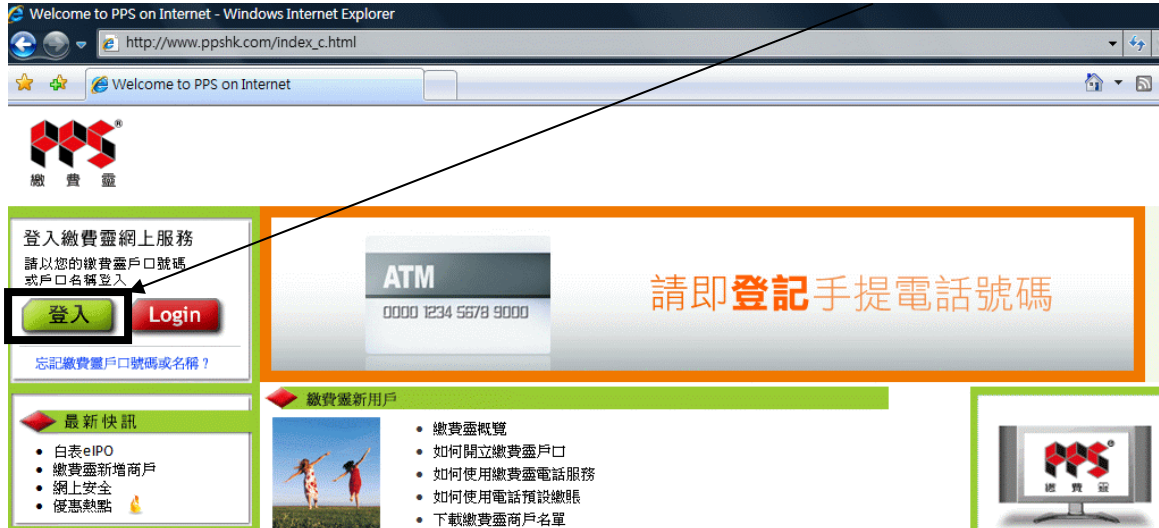 Welcome to PPS on Internet - Windows Internet Explorer
http://www.ppshk.com/index_c.html
Welcome to PPS on Internet
PPS®
繳費靈
登入繳費靈網上服務
請以您的繳費靈戶口號碼
或戶口名稱登入
登入 Login
忘記繳費靈戶口號碼或名稱？
ATM
0000 1234 5678 9000
請即登記手提電話號碼
最新快訊
白表eIPO
繳費靈新增商戶
網上安全
優惠熱點
繳費靈新用戶
繳費靈概覽
如何開立繳費靈戶口
如何使用繳費靈電話服務
如何使用電話預設繳賬
下載繳費靈商戶名單
PPS®
繳費靈